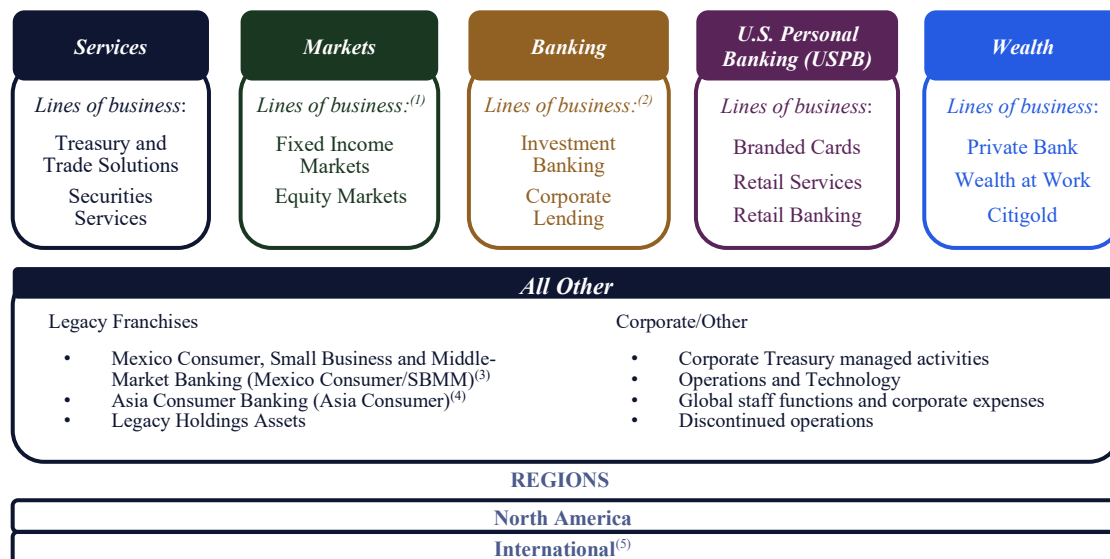 Services
Lines of business:
Treasury and
Trade Solutions
Securities
Services
Markets
Lines of business:(1)
Fixed Income
Markets
Equity Markets
Banking
Lines of business:(2)
Investment
Banking
Corporate
Lending
U.S. Personal
Banking (USPB)
Lines of business:
Branded Cards
Retail Services
Retail Banking
Wealth
Lines of business:
Private Bank
Wealth at Work
Citigold
All Other
Legacy Franchises
• Mexico Consumer, Small Business and Middle-
Market Banking (Mexico Consumer/SBMM)(3)
• Asia Consumer Banking (Asia Consumer)(4)
• Legacy Holdings Assets
Corporate/Other
• Corporate Treasury managed activities
• Operations and Technology
• Global staff functions and corporate expenses
• Discontinued operations
REGIONS
North America
International(5)